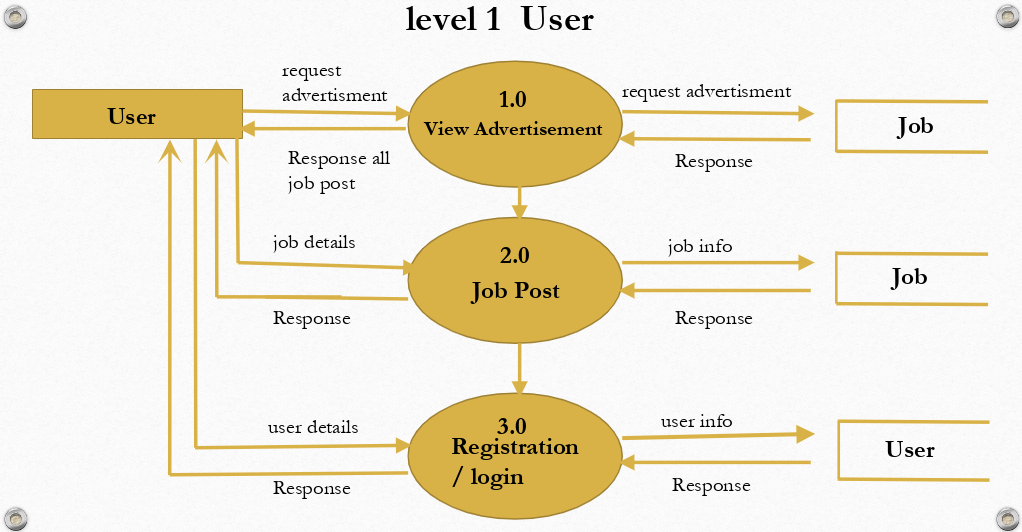 level 1 User
request
advertisment
1.0
View Advertisement
request advertisment
User
Job
Response all
job post
Response
job details
2.0
Job Post
job info
Job
Response
Response
user details
3.0
Registration
/ login
user info
User
Response
Response